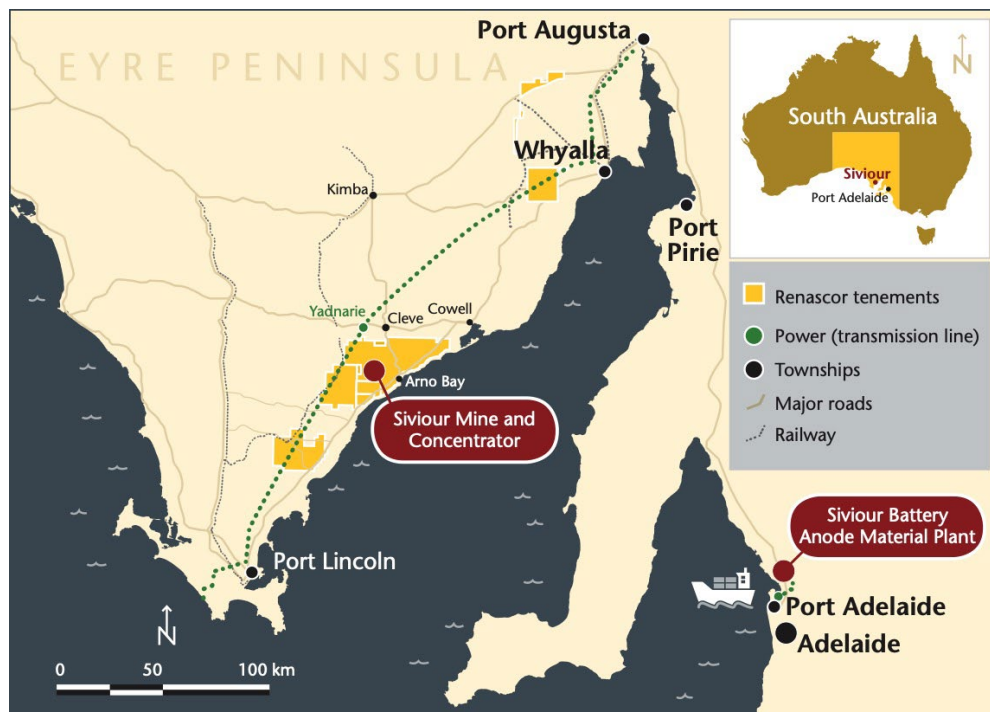 EYRE PENINSULA
Port Augusta
Whyalla
Kimba
Port
Pirie
Yadnarie
Cleve
Cowell
Arno Bay
Siviour Mine and
Concentrator
Port Lincoln
N
0 50 100 km
N
South Australia
Siviour
Port Adelaide
Renascor tenements
Power (transmission line)
Townships
Major roads
Railway
Siviour Battery
Anode Material Plant
Port Adelaide
Adelaide